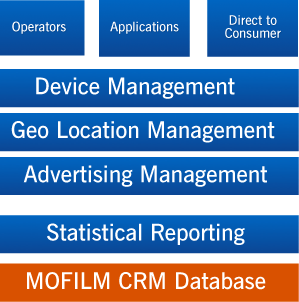 Operators
Applications
Direct to
Consumer
Device Management
Geo Location Management
Advertising Management
Statistical Reporting
MOFILM CRM Database